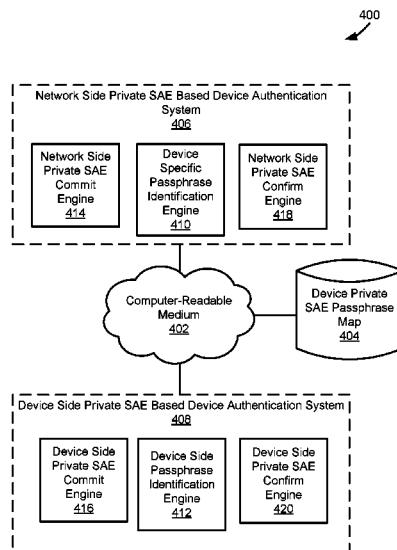 400
Network Side Private SAE Based Device Authentication
System
406
Network Side
Private SAE
Commit
Engine
414
Device
Specific
Passphrase
Identification
Engine
410
Network Side
Private SAE
Confirm
Engine
418
Computer-Readable
Medium
402
Device Private
SAE Passphrase
Map
404
Device Side Private SAE Based Device Authentication System
408
Device Side
Private SAE
Commit
Engine
416
Device Side
Passphrase
Identification
Engine
412
Device Side
Private SAE
Confirm
Engine
420